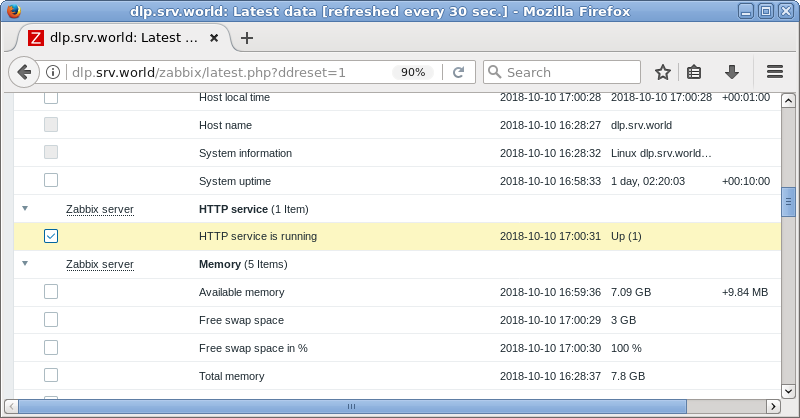 dlp.srv.world: Latest data [refreshed every 30 sec.] - Mozilla Firefox
Z dlp.srv.world: Latest ...
dlp.srv.world/zabbix/latest.php?ddreset=1 90% Search
Host local time 2018-10-10 17:00:28 2018-10-10 17:00:28 +00:01:00
Host name 2018-10-10 16:28:27 dlp.srv.world
System information 2018-10-10 16:28:32 Linux dlp.srv.world...
System uptime 2018-10-10 16:58:33 1 day, 02:20:03 +00:10:00
Zabbix server HTTP service (1 Item)
HTTP service is running 2018-10-10 17:00:31 Up (1)
Zabbix server Memory (5 Items)
Available memory 2018-10-10 16:59:36 7.09 GB +9.84 MB
Free swap space 2018-10-10 17:00:29 3 GB
Free swap space in % 2018-10-10 17:00:30 100 %
Total memory 2018-10-10 16:28:37 7.8 GB